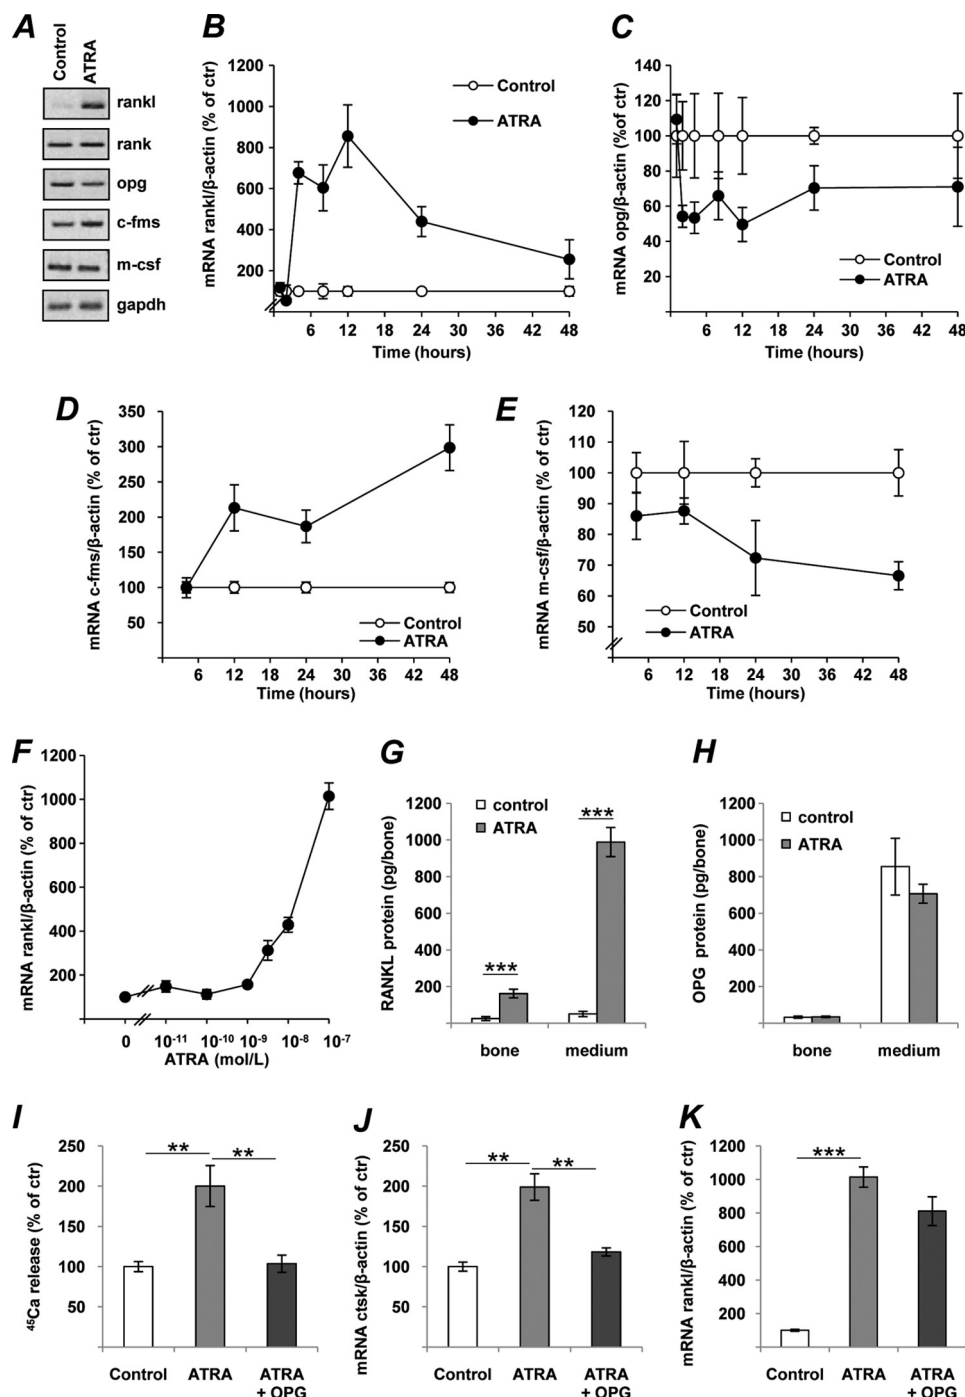 A
Control
ATRA
rankl
rank
opg
c-fms
m-csf
gapdh
B
mRNA rankl/β-actin (% of ctr)
1200
1000
800
600
400
200
Control
ATRA
6 12 18 24 30 36 42 48
Time (hours)
C
mRNA opg/β-actin (%of ctr)
140
120
100
80
60
40
20
Control
ATRA
6 12 18 24 30 36 42 48
Time (hours)
D
mRNA c-fms/β-actin (% of ctr)
350
300
250
200
150
100
50
Control
ATRA
6 12 18 24 30 36 42 48
Time (hours)
E
mRNA m-csf/β-actin (% of ctr)
120
110
100
90
80
70
60
50
Control
ATRA
6 12 18 24 30 36 42 48
Time (hours)
F
mRNA rankl/β-actin (% of ctr)
1200
1000
800
600
400
200
0 10⁻¹¹ 10⁻¹⁰ 10⁻⁹ 10⁻⁸ 10⁻⁷
ATRA (mol/L)
G
RANKL protein (pg/bone)
1200
1000
800
600
400
200
control
ATRA
***
***
bone medium
H
OPG protein (pg/bone)
1200
1000
800
600
400
200
control
ATRA
bone medium
I
⁴⁵Ca release (% of ctr)
250
200
150
100
50
** **
Control ATRA ATRA
+ OPG
J
mRNA ctsk/β-actin (% of ctr)
250
200
150
100
50
** **
Control ATRA ATRA
+ OPG
K
mRNA rankl/β-actin (% of ctr)
1200
1000
800
600
400
200
***
Control ATRA ATRA
+ OPG